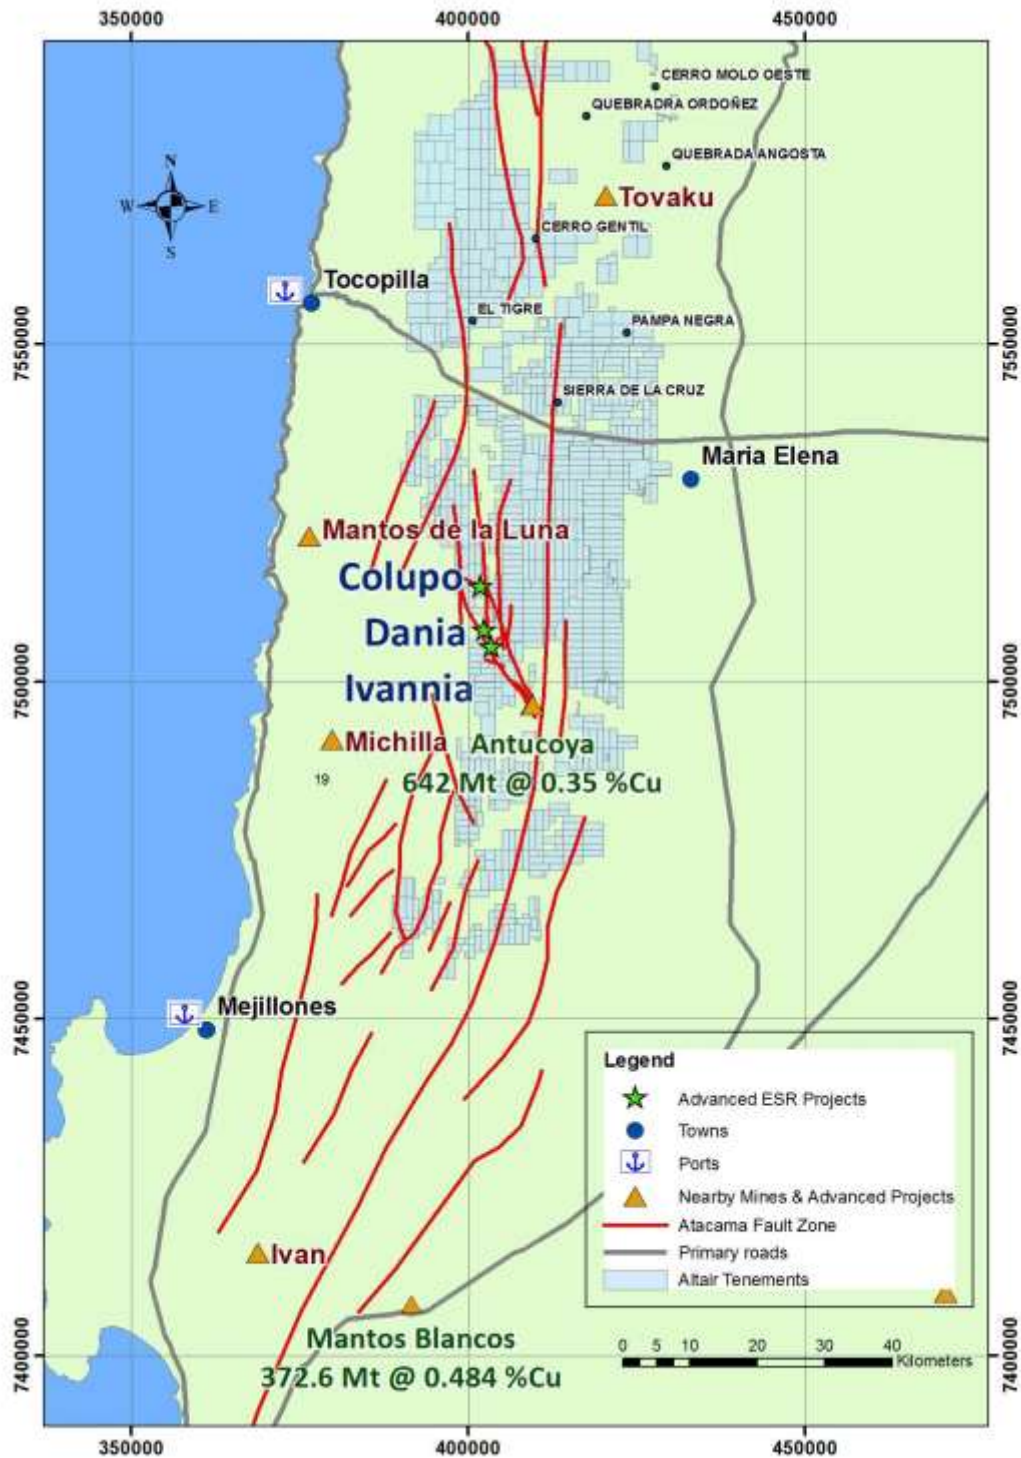 350000
400000
450000
CERRO MOLO OESTE
QUEBRADRA ORDOÑEZ
QUEBRADA ANGOSTA
N
W
E
S
Tovaku
CERRO GENTIL
Tocopilla
EL TIGRE
PAMPA NEGRA
7550000
7550000
SIERRA DE LA CRUZ
Maria Elena
Mantos de la Luna
Colupo
Dania
Ivannia
7500000
7500000
Michilla
Antucoya
19
642 Mt @ 0.35 %Cu
Mejillones
7450000
7450000
Legend
Advanced ESR Projects
Towns
Ports
Nearby Mines & Advanced Projects
Atacama Fault Zone
Primary roads
Altair Tenements
Ivan
Mantos Blancos
372.6 Mt @ 0.484 %Cu
7400000
7400000
0 5 10 20 30 40
Kilometers
350000
400000
450000